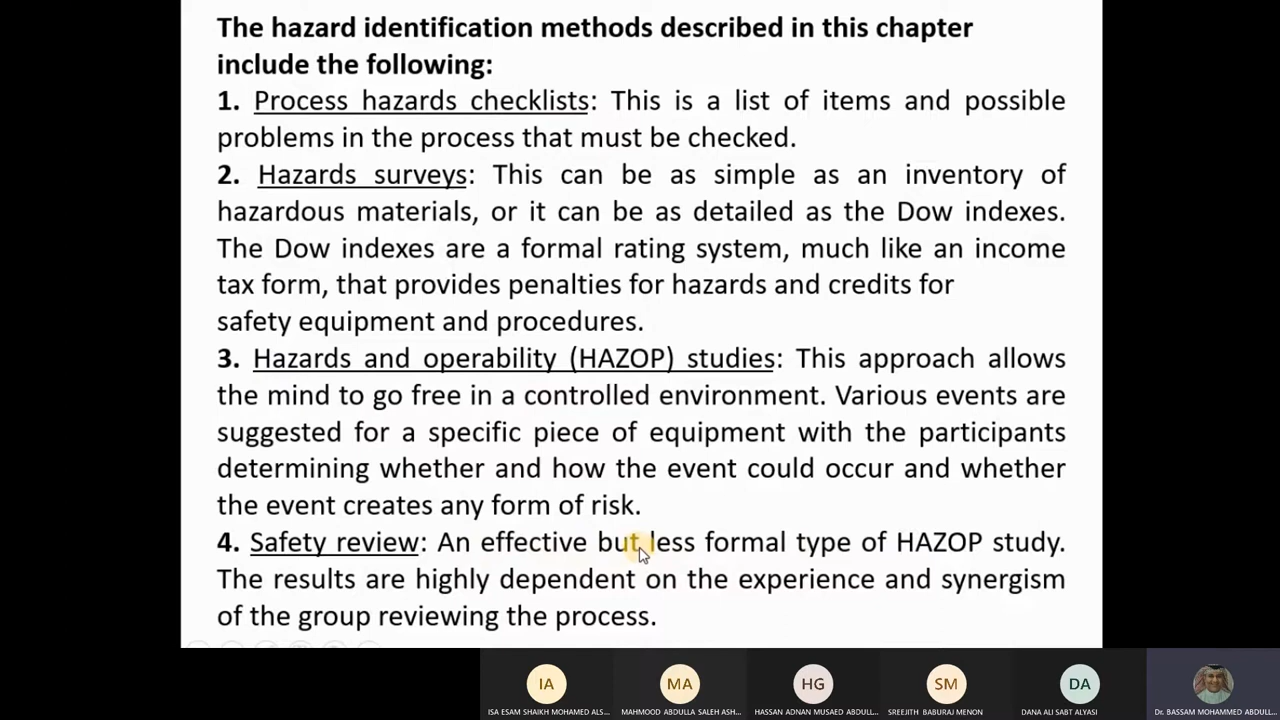 The hazard identification methods described in this chapter
include the following:
1. Process hazards checklists: This is a list of items and possible
problems in the process that must be checked.
2. Hazards surveys: This can be as simple as an inventory of
hazardous materials, or it can be as detailed as the Dow indexes.
The Dow indexes are a formal rating system, much like an income
tax form, that provides penalties for hazards and credits for
safety equipment and procedures.
3. Hazards and operability (HAZOP) studies: This approach allows
the mind to go free in a controlled environment. Various events are
suggested for a specific piece of equipment with the participants
determining whether and how the event could occur and whether
the event creates any form of risk.
4. Safety review: An effective but less formal type of HAZOP study.
The results are highly dependent on the experience and synergism
of the group reviewing the process.
IA MA HG SM DA
ISA ESAM SHAIKH MOHAMED ALS... MAHMOOD ABDULLA SALEH ASH... HASSAN ADNAN MUSAED ABDULL... SREEJITH BABURAJ MENON DANA ALI SABT ALYASI Dr. BASSAM MOHAMMED ABDULL...